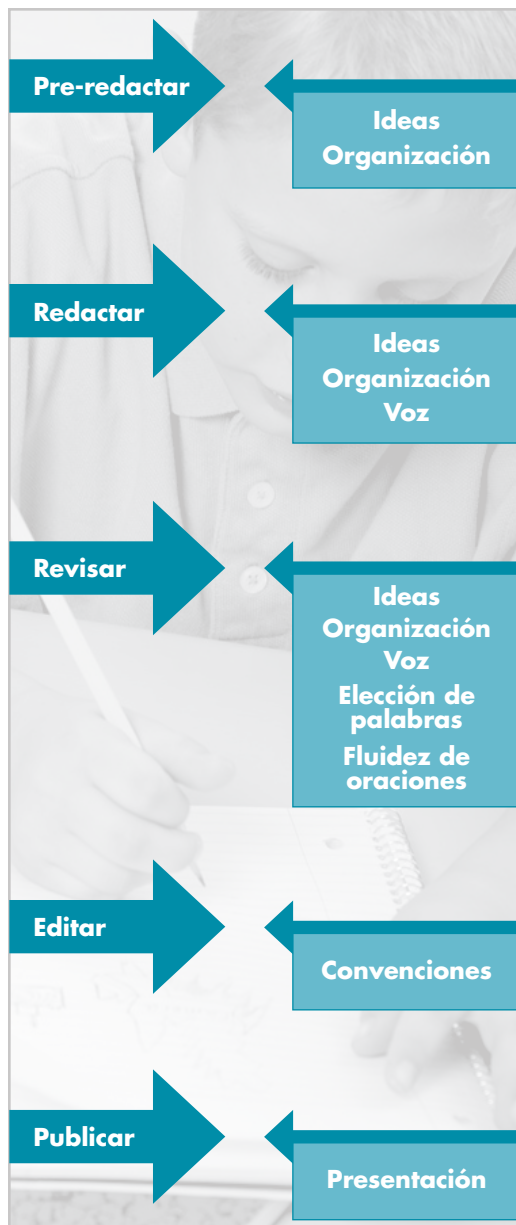 Pre-redactar
Ideas
Organización
Redactar
Ideas
Organización
Voz
Revisar
Ideas
Organización
Voz
Elección de
palabras
Fluidez de
oraciones
Editar
Convenciones
Publicar
Presentación